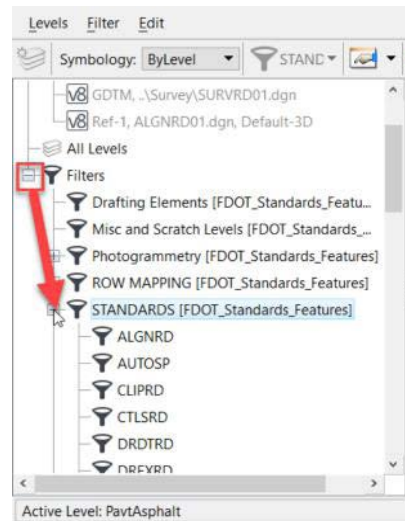 Levels Filter Edit
Symbology: ByLevel STAND
GDTM, ..\Survey\SURVRD01.dgn
Ref-1, ALGNRD01.dgn, Default-3D
All Levels
Filters
Drafting Elements [FDOT_Standards_Featu...
Misc and Scratch Levels [FDOT_Standards_...
Photogrammetry [FDOT_Standards_Features]
ROW MAPPING [FDOT_Standards_Features]
STANDARDS [FDOT_Standards_Features]
ALGNRD
AUTOSP
CLIPRD
CTLSRD
DRDTRD
DREXRD
Active Level: PavtAsphalt